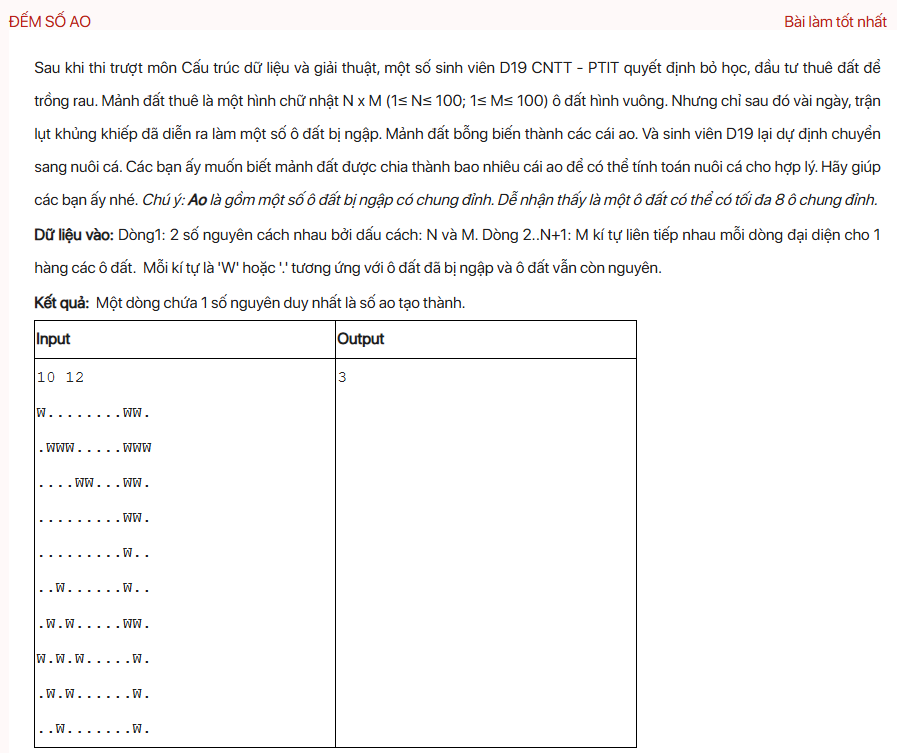 ĐẾM SỐ AO
Bài làm tốt nhất
Sau khi thi trượt môn Cấu trúc dữ liệu và giải thuật, một số sinh viên D19 CNTT - PTIT quyết định bỏ học, đầu tư thuê đất để
trồng rau. Mảnh đất thuê là một hình chữ nhật N x M (1≤ N≤ 100; 1≤ M≤ 100) ô đất hình vuông. Nhưng chỉ sau đó vài ngày, trận
lụt khủng khiếp đã diễn ra làm một số ô đất bị ngập. Mảnh đất bỗng biến thành các cái ao. Và sinh viên D19 lại dự định chuyển
sang nuôi cá. Các bạn ấy muốn biết mảnh đất được chia thành bao nhiêu cái ao để có thể tính toán nuôi cá cho hợp lý. Hãy giúp
các bạn ấy nhé. Chú ý: Ao là gồm một số ô đất bị ngập có chung đỉnh. Dễ nhận thấy là một ô đất có thể có tối đa 8 ô chung đỉnh.
Dữ liệu vào: Dòng1: 2 số nguyên cách nhau bởi dấu cách: N và M. Dòng 2..N+1: M kí tự liên tiếp nhau mỗi dòng đại diện cho 1
hàng các ô đất. Mỗi kí tự là 'W' hoặc '.' tương ứng với ô đất đã bị ngập và ô đất vẫn còn nguyên.
Kết quả: Một dòng chứa 1 số nguyên duy nhất là số ao tạo thành.
Input Output
10 12 3
W........WW.
.WWW.....WWW
....WW...WW.
.........WW.
.........W..
..W......W..
.W.W.....WW.
W.W.W.....W.
.W.W......W.
..W.......W.